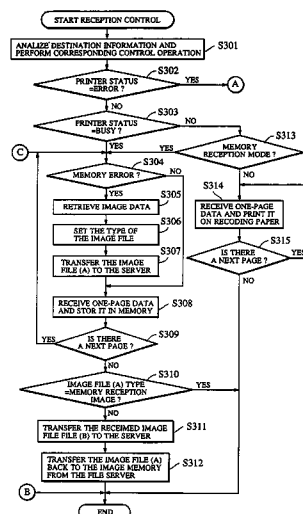 START RECEPTION CONTROL
ANALIZE DESTINATION INFORMATION AND
PERFORM CORRESPONDING CONTROL OPERATION
S301
S302
PRINTER STATUS
=ERROR ?
YES
A
NO
S303
PRINTER STATUS
=BUSY ?
NO
YES
S313
C
MEMORY
RECEPTION MODE ?
YES
NO
S304
MEMORY ERROR ?
NO
YES
S305
RETRIEVE IMAGE DATA
S306
SET THE TYPE OF
THE IMAGE FILE
S307
TRANSFER THE IMAGE
FILE (A) TO THE SERVER
S314
RECEIVE ONE-PAGE
DATA AND PRINT IT
ON RECODING PAPER
S315
IS THERE
A NEXT PAGE ?
YES
NO
RECEIVE ONE-PAGE DATA
AND STOR IT IN MEMORY
S308
S309
IS THERE
A NEXT PAGE ?
YES
NO
S310
IMAGE FILE (A) TYPE
=MEMORY RECEPTION
IMAGE ?
YES
NO
TRANSFER THE RECEIMED IMAGE
FILE FILE (B) TO THE SERVER
S311
TRANSFER THE IMAGE FILE (A)
BACK TO THE IMAGE MEMORY
FROM THE FILE SERVER
S312
B
END